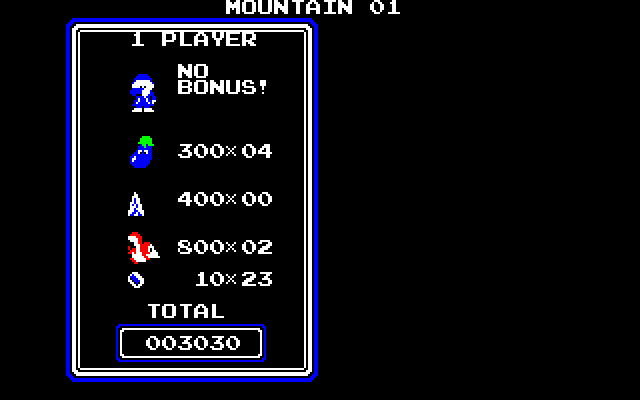 MOUNTAIN 01
1 PLAYER
NO
BONUS!
300×04
400×00
800×02
10×23
TOTAL
003030